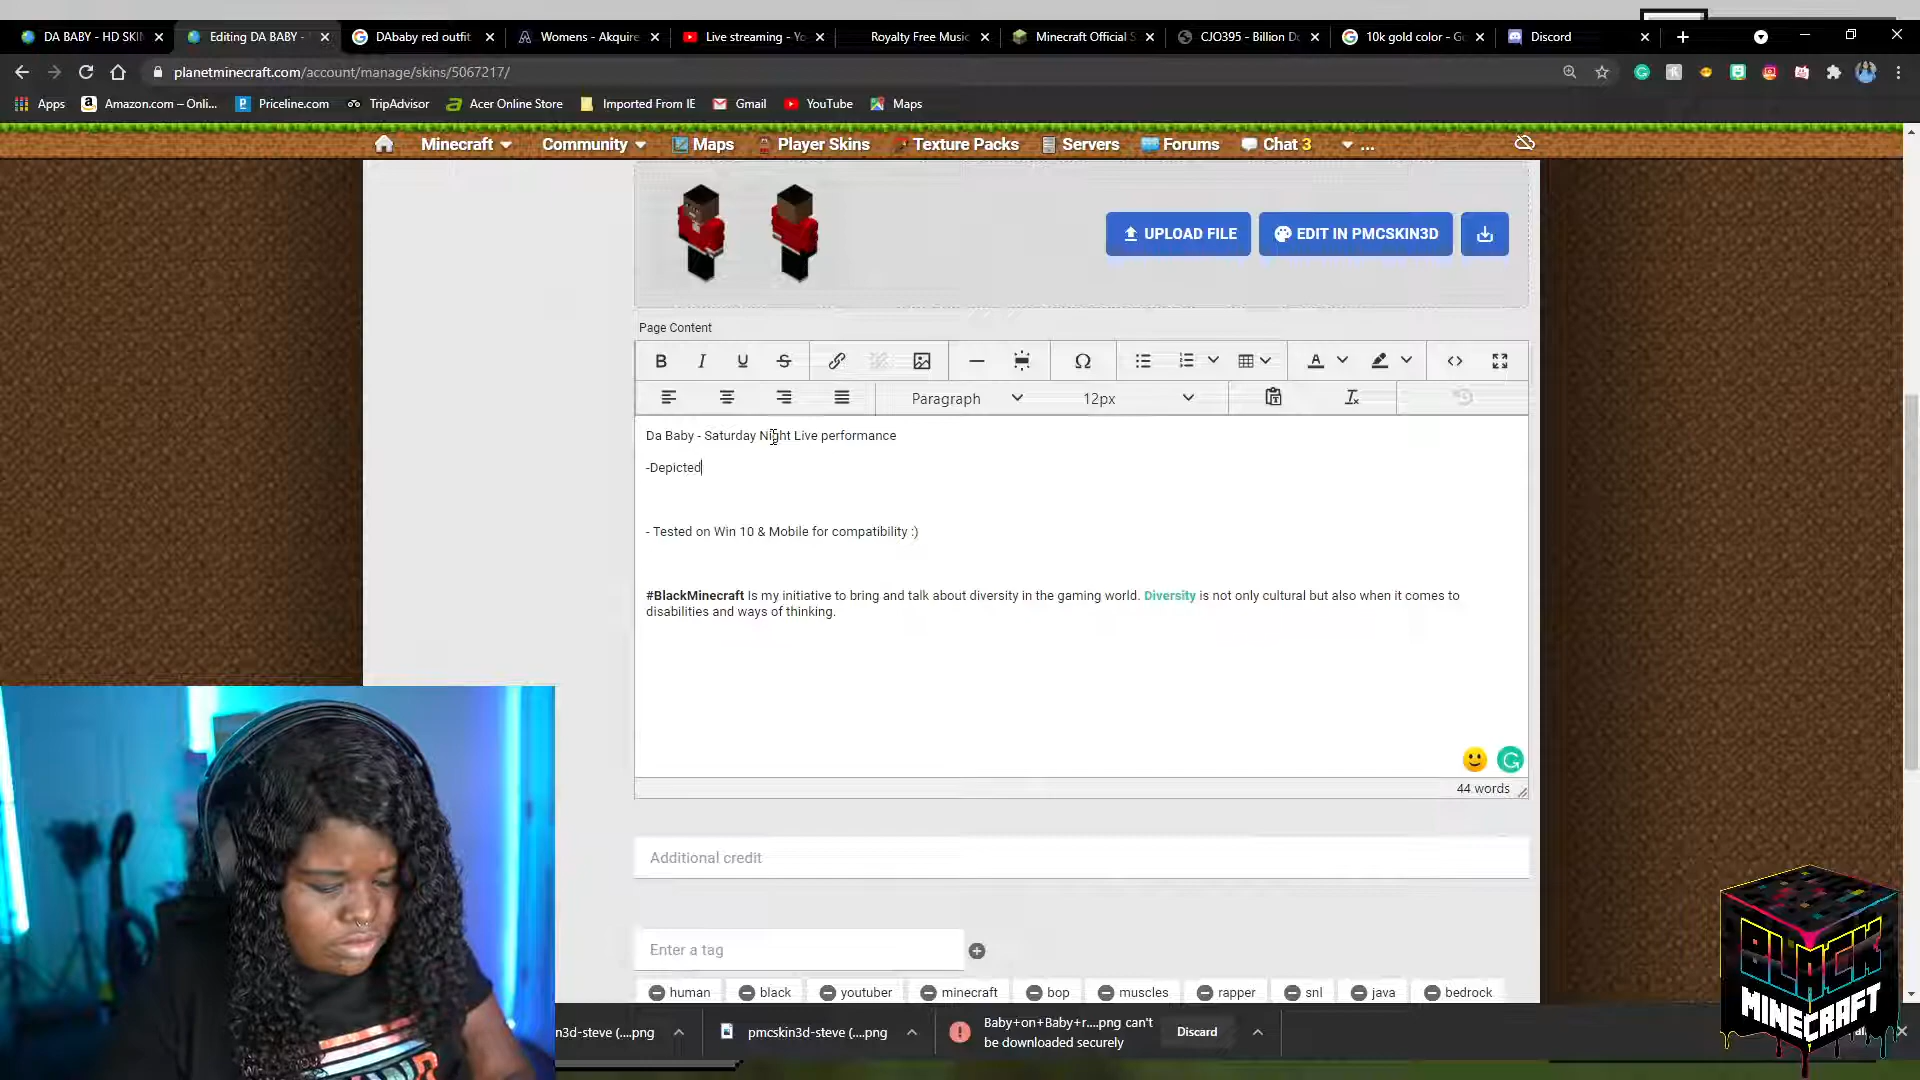 DA BABY - HD SKI
Editing DA BABY -
DAbaby red outfit
Womens - Akquire
Live streaming - Yo
Royalty Free Music
Minecraft Official S
CJO395 - Billion D
10k gold color - G
Discord
planetminecraft.com/account/manage/skins/5067217/
Apps
Amazon.com – Onli...
Priceline.com
TripAdvisor
Acer Online Store
Imported From IE
Gmail
YouTube
Maps
Minecraft
Community
Maps
Player Skins
Texture Packs
Servers
Forums
Chat 3
...
UPLOAD FILE
EDIT IN PMCSKIN3D
Page Content
Paragraph
12px
Da Baby - Saturday Night Live performance
-Depicted
- Tested on Win 10 & Mobile for compatibility :)
#BlackMinecraft Is my initiative to bring and talk about diversity in the gaming world. Diversity is not only cultural but also when it comes to
disabilities and ways of thinking.
44 words
Additional credit
Enter a tag
human
black
youtuber
minecraft
bop
muscles
rapper
snl
java
bedrock
n3d-steve (....png
pmcskin3d-steve (....png
Baby+on+Baby+r....png can't
be downloaded securely
Discard
BLACK
MINECRAFT